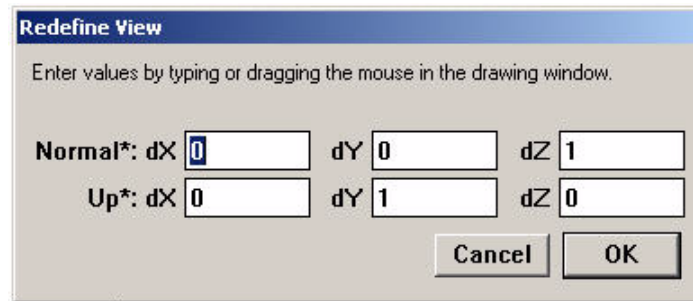 Redefine View
Enter values by typing or dragging the mouse in the drawing window.
Normal*: dX 0 dY 0 dZ 1
Up*: dX 0 dY 1 dZ 0
Cancel OK